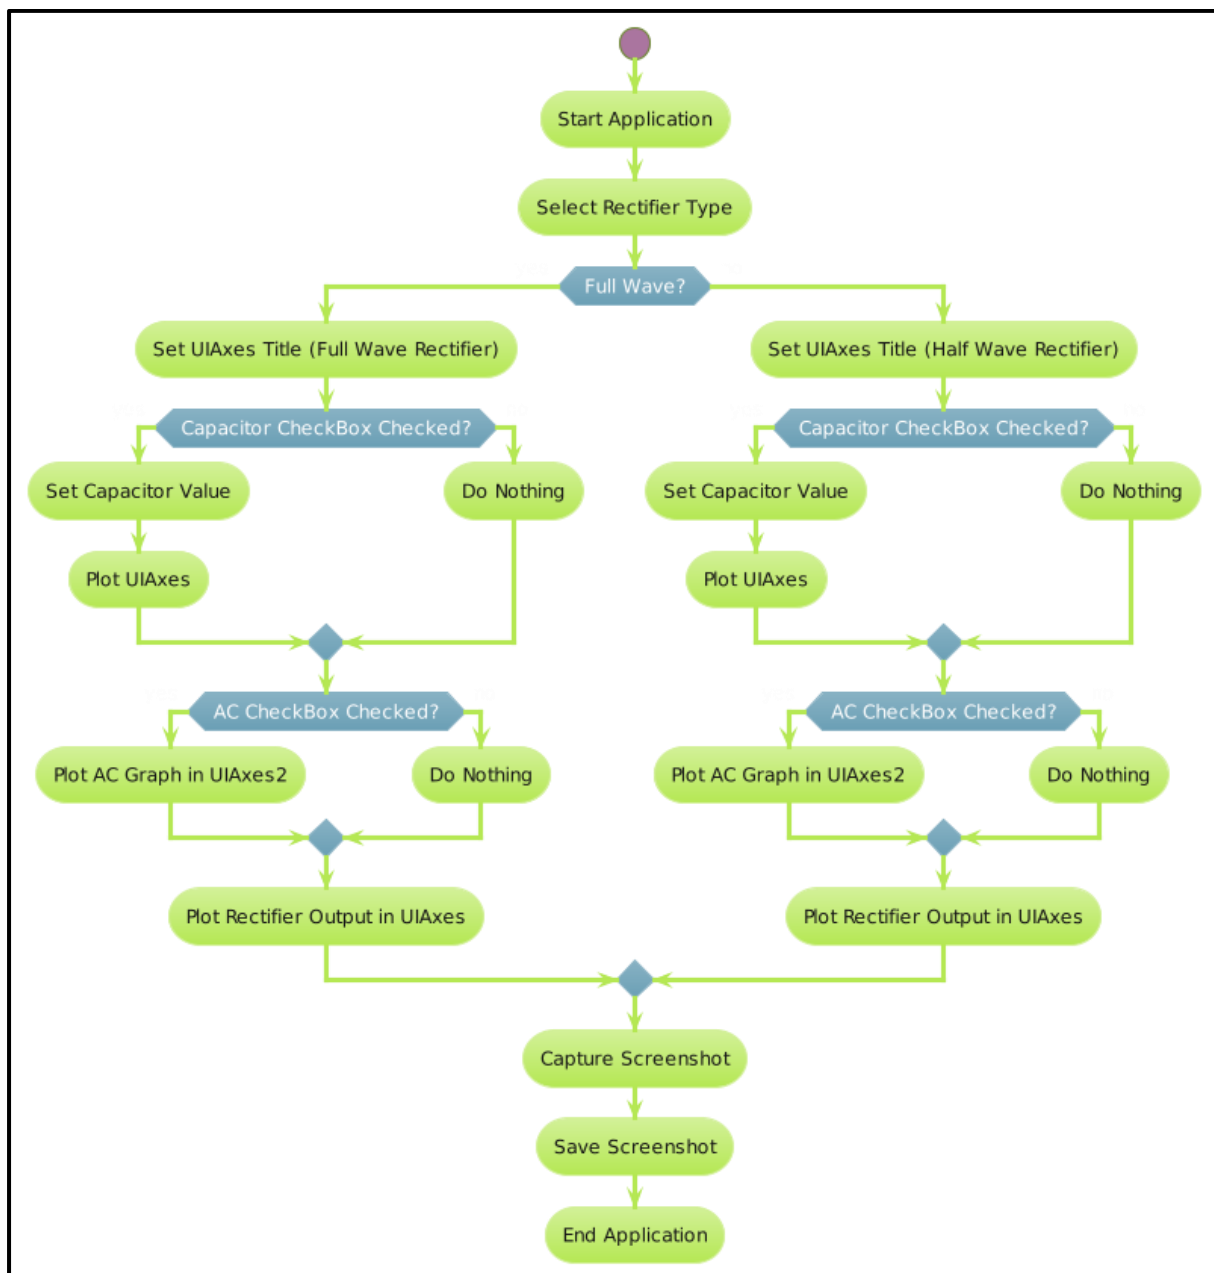 Start Application
Select Rectifier Type
Full Wave?
Set UIAxes Title (Full Wave Rectifier)
Set UIAxes Title (Half Wave Rectifier)
Capacitor CheckBox Checked?
Capacitor CheckBox Checked?
Set Capacitor Value
Do Nothing
Set Capacitor Value
Do Nothing
Plot UIAxes
Plot UIAxes
AC CheckBox Checked?
AC CheckBox Checked?
Plot AC Graph in UIAxes2
Do Nothing
Plot AC Graph in UIAxes2
Do Nothing
Plot Rectifier Output in UIAxes
Plot Rectifier Output in UIAxes
Capture Screenshot
Save Screenshot
End Application